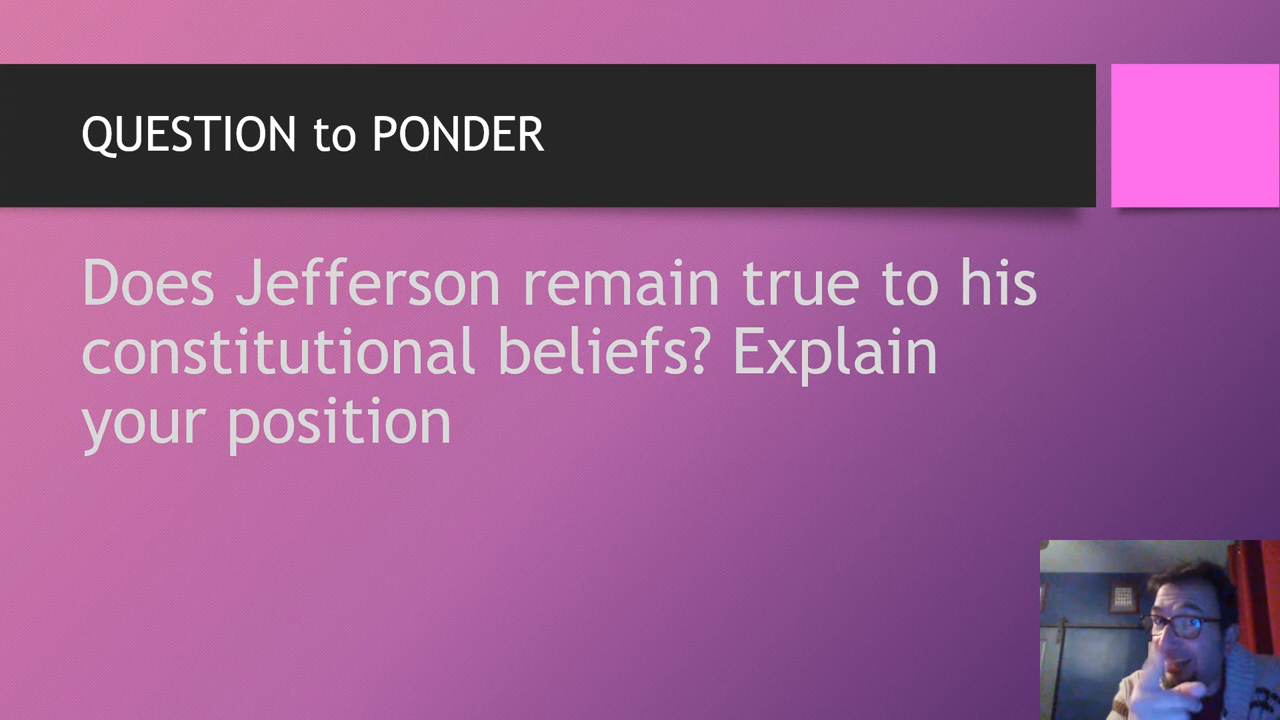 QUESTION to PONDER
Does Jefferson remain true to his
constitutional beliefs? Explain
your position